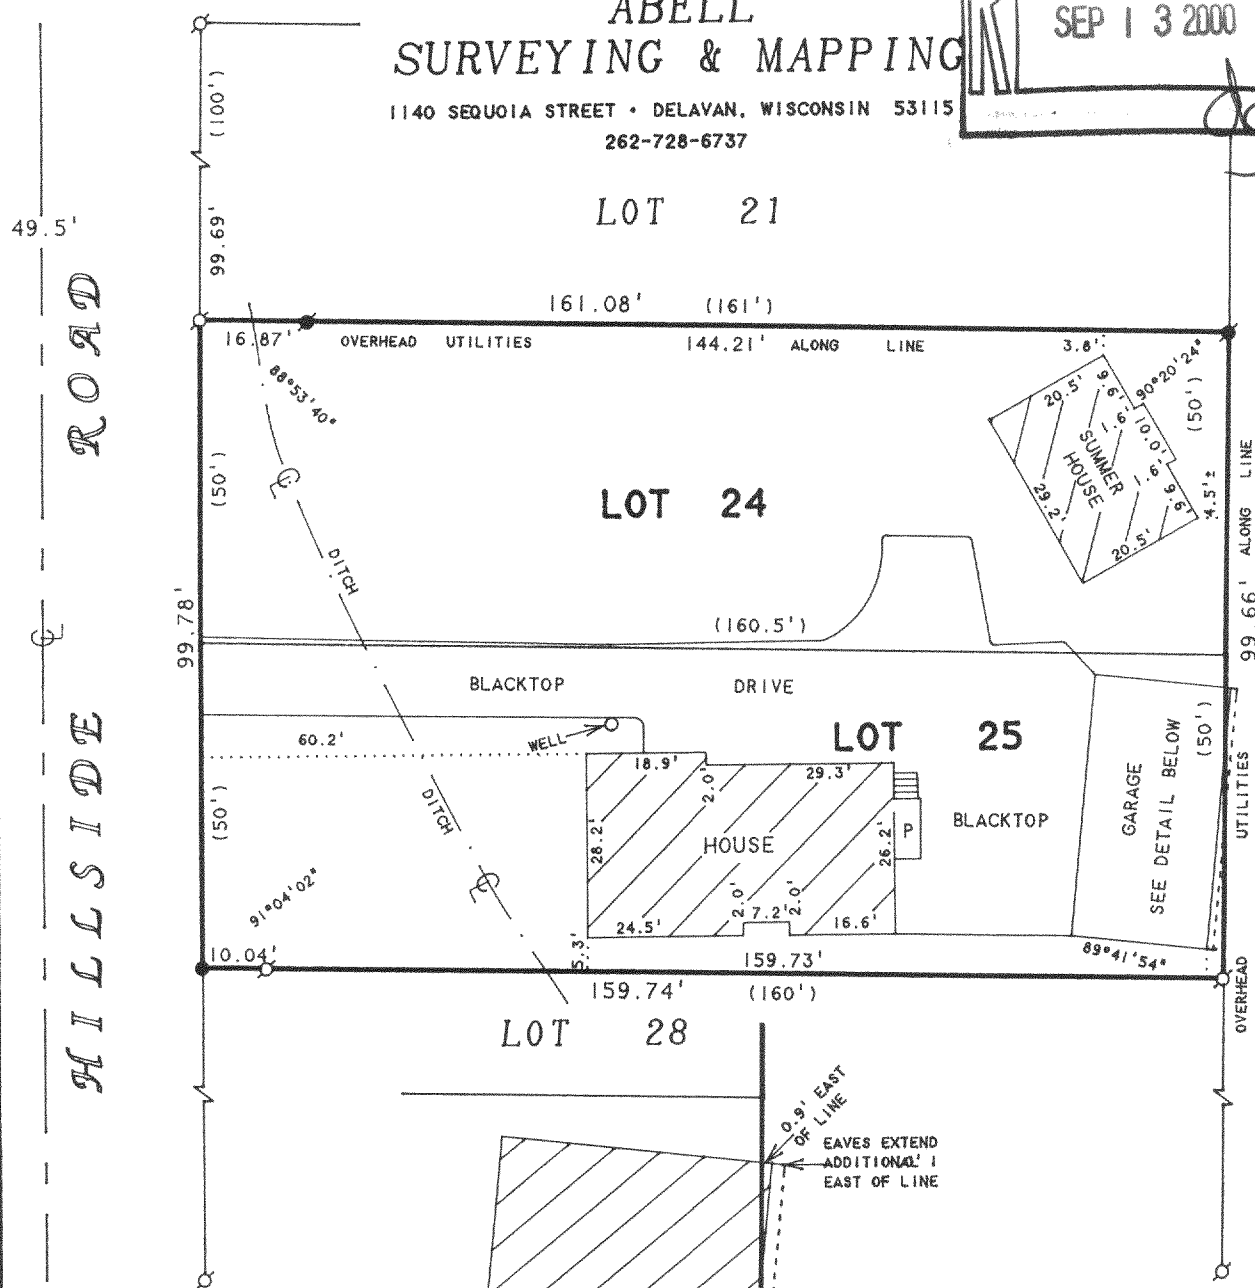 ABELL
SURVEYING & MAPPING
1140 SEQUOIA STREET • DELAVAN, WISCONSIN 53115
262-728-6737
SEP 13 2000
(100')
99.69'
49.5'
LOT 21
161.08' (161')
16.87' OVERHEAD UTILITIES 144.21' ALONG LINE 3.8'
88°53'40"
90°20'24"
(50')
(50')
20.5'
9.6'
1.6'
10.0'
1.6'
9.6'
20.5'
29.2'
SUMMER
HOUSE
4.5'±
LOT 24
DITCH
99.78'
99.66' ALONG LINE
(160.5')
BLACKTOP DRIVE
LOT 25
(50')
60.2'
WELL
18.9'
2.0'
29.3'
(50')
DITCH
28.2'
HOUSE
26.2'
P
BLACKTOP
GARAGE
SEE DETAIL BELOW
UTILITIES
OVERHEAD
91°04'02"
24.5'
2.0'
7.2'
2.0'
16.6'
10.04'
5.3'
159.73'
89°41'54"
159.74' (160')
LOT 28
HILLSIDE ROAD
0.9' EAST
OF LINE
EAVES EXTEND
ADDITIONAL
EAST OF LINE